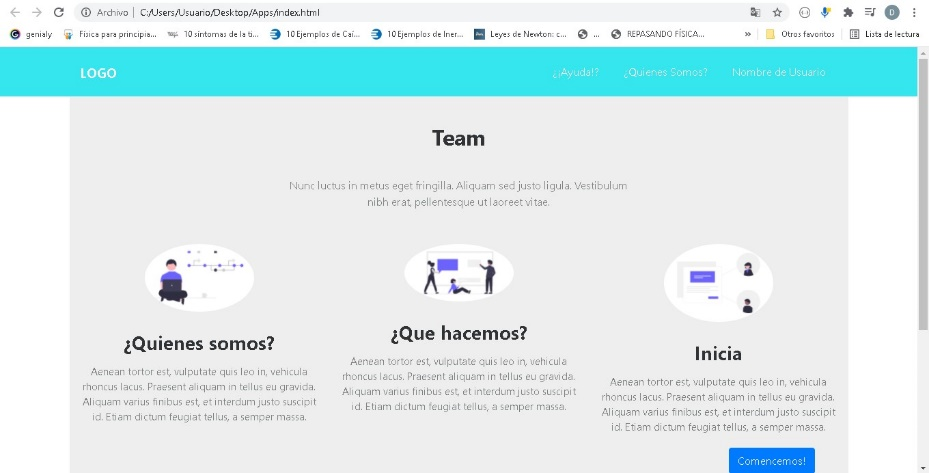 Archivo | C:/Users/Usuario/Desktop/Apps/index.html
D
genialy
Física para principia...
10 síntomas de la ti...
10 Ejemplos de Caí...
10 Ejemplos de Iner...
Leyes de Newton: c...
...
REPASANDO FÍSICA...
»
Otros favoritos
Lista de lectura
LOGO
¿¡Ayuda!?
¿Quienes Somos?
Nombre de Usuario
Team
Nunc luctus in metus eget fringilla. Aliquam sed justo ligula. Vestibulum
nibh erat, pellentesque ut laoreet vitae.
¿Quienes somos?
Aenean tortor est, vulputate quis leo in, vehicula
rhoncus lacus. Praesent aliquam in tellus eu gravida.
Aliquam varius finibus est, et interdum justo suscipit
id. Etiam dictum feugiat tellus, a semper massa.
¿Que hacemos?
Aenean tortor est, vulputate quis leo in, vehicula
rhoncus lacus. Praesent aliquam in tellus eu gravida.
Aliquam varius finibus est, et interdum justo suscipit
id. Etiam dictum feugiat tellus, a semper massa.
Inicia
Aenean tortor est, vulputate quis leo in, vehicula
rhoncus lacus. Praesent aliquam in tellus eu gravida.
Aliquam varius finibus est, et interdum justo suscipit
id. Etiam dictum feugiat tellus, a semper massa.
Comencemos!